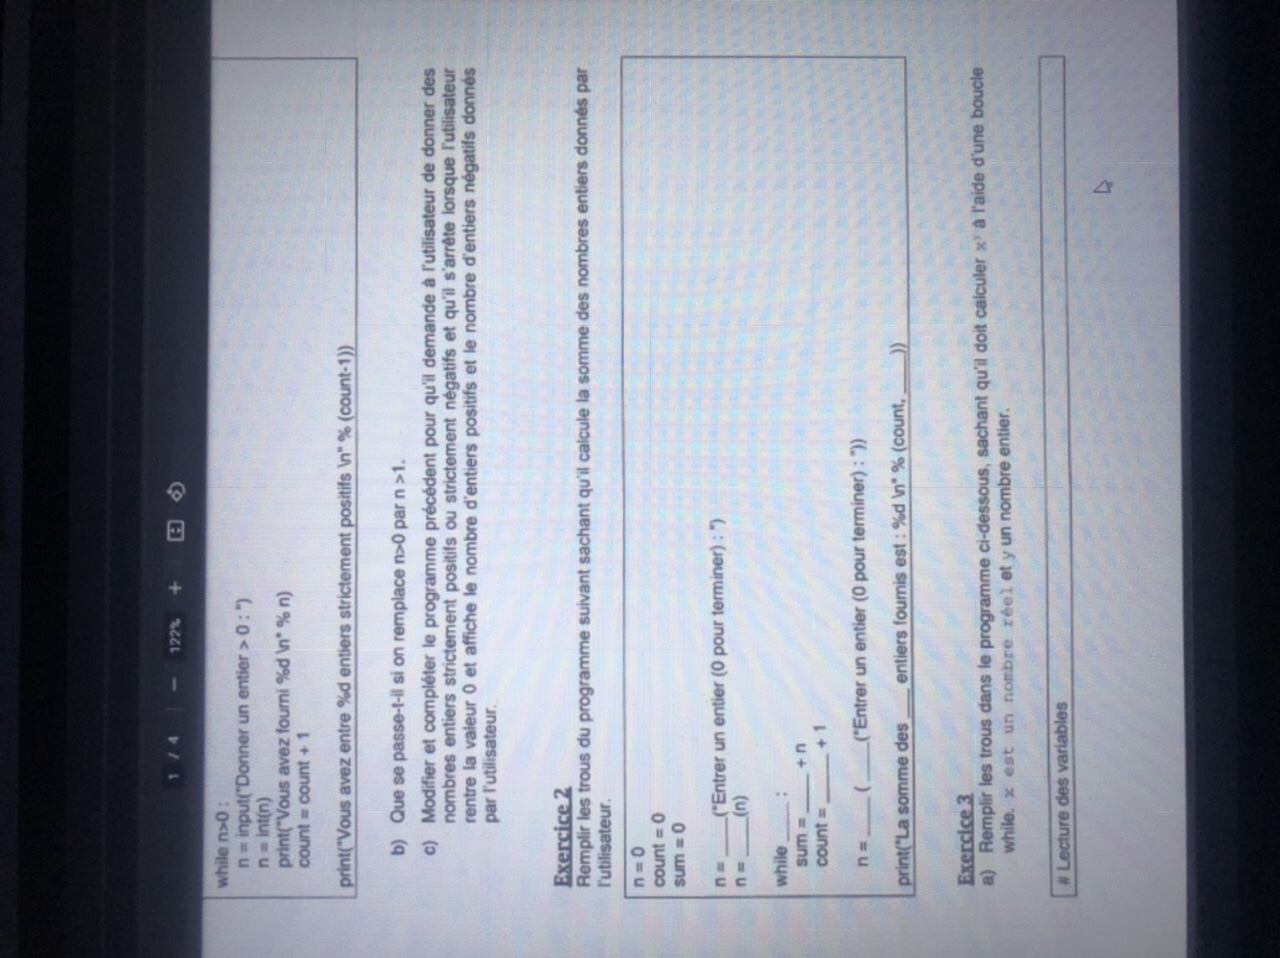 1 / 4 — 122% +
while n>0 :
n = input("Donner un entier > 0 : ")
n = int(n)
print("Vous avez fourni %d \n" % n)
count = count + 1
print("Vous avez entre %d entiers strictement positifs \n" % (count-1))
b) Que se passe-t-il si on remplace n>0 par n >1.
c) Modifier et compléter le programme précédent pour qu'il demande à l'utilisateur de donner des
nombres entiers strictement positifs ou strictement négatifs et qu'il s'arrête lorsque l'utilisateur
rentre la valeur 0 et affiche le nombre d'entiers positifs et le nombre d'entiers négatifs donnés
par l'utilisateur.
Exercice 2
Remplir les trous du programme suivant sachant qu'il calcule la somme des nombres entiers donnés par
l'utilisateur.
n = 0
count = 0
sum = 0
n = ____("Entrer un entier (0 pour terminer) : ")
n = ____(n)
while ____ :
sum = ____ + n
count = _____ + 1
n = ____ ( ____("Entrer un entier (0 pour terminer) : "))
print("La somme des ___ entiers fournis est : %d \n" % (count, ____))
Exercice 3
a) Remplir les trous dans le programme ci-dessous, sachant qu'il doit calculer xʸ à l'aide d'une boucle
while. x est un nombre réel et y un nombre entier.
# Lecture des variables